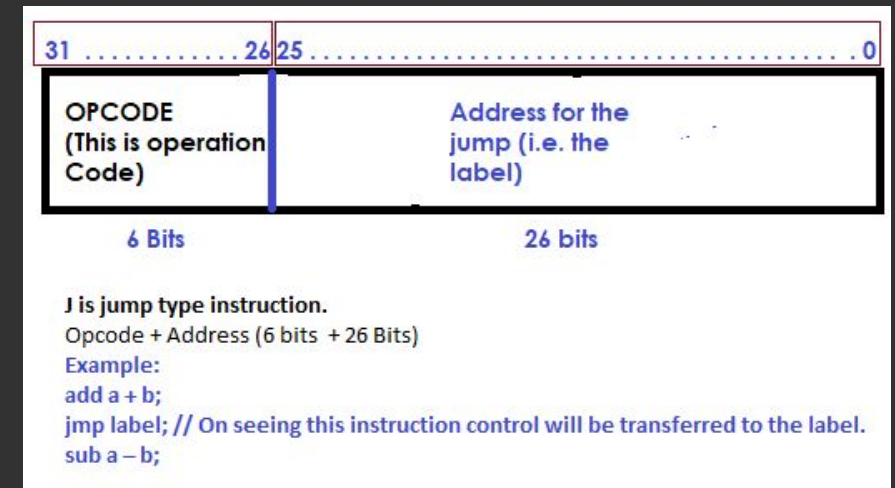 31 ............ 26 25 ......................................... 0
OPCODE
(This is operation
Code)
Address for the
jump (i.e. the
label)
6 Bits
26 bits
J is jump type instruction.
Opcode + Address (6 bits + 26 Bits)
Example:
add a + b;
jmp label; // On seeing this instruction control will be transferred to the label.
sub a – b;